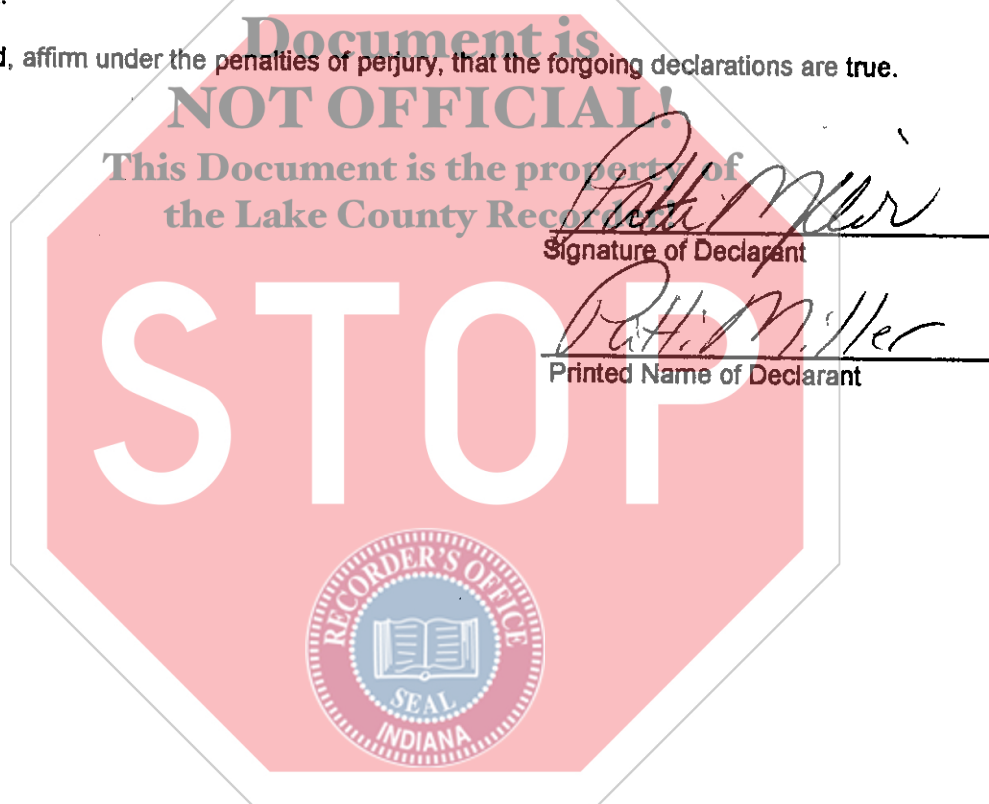 Document is
d, affirm under the penalties of perjury, that the forgoing declarations are true.
NOT OFFICIAL!
This Document is the property of
the Lake County Recorder!
Patti Miller
Signature of Declarant
Patti Miller
Printed Name of Declarant
STOP
RECORDER'S OFFICE
SEAL
INDIANA